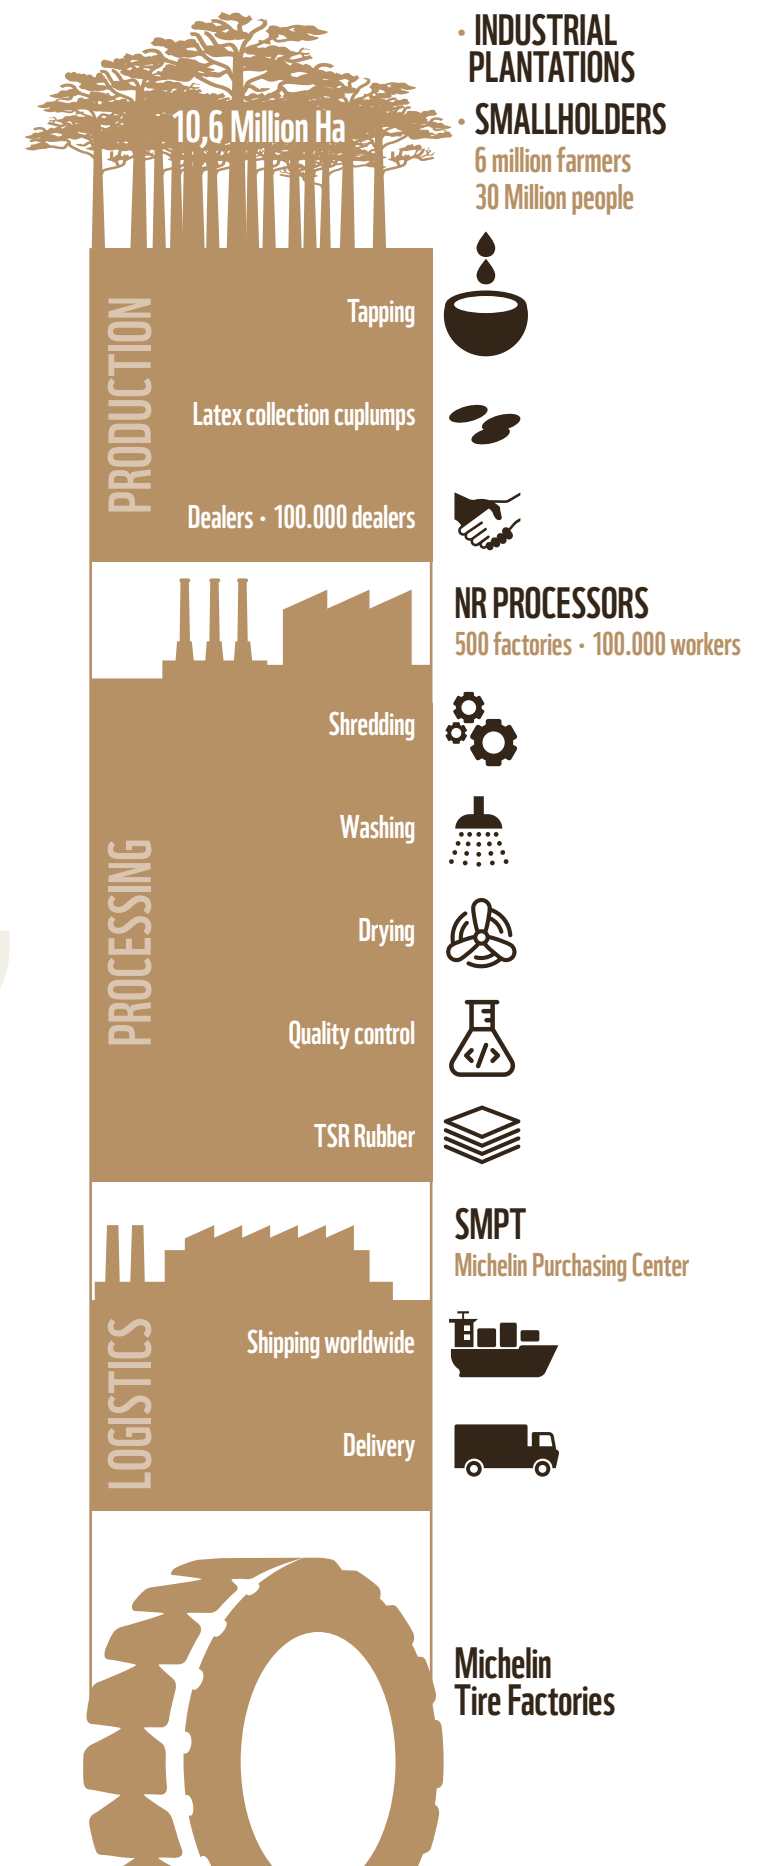 · INDUSTRIAL
PLANTATIONS
10,6 Million Ha
· SMALLHOLDERS
6 million farmers
30 Million people
PRODUCTION
Tapping
Latex collection cuplumps
Dealers · 100.000 dealers
NR PROCESSORS
500 factories · 100.000 workers
PROCESSING
Shredding
Washing
Drying
Quality control
</>
TSR Rubber
SMPT
Michelin Purchasing Center
LOGISTICS
Shipping worldwide
Delivery
Michelin
Tire Factories